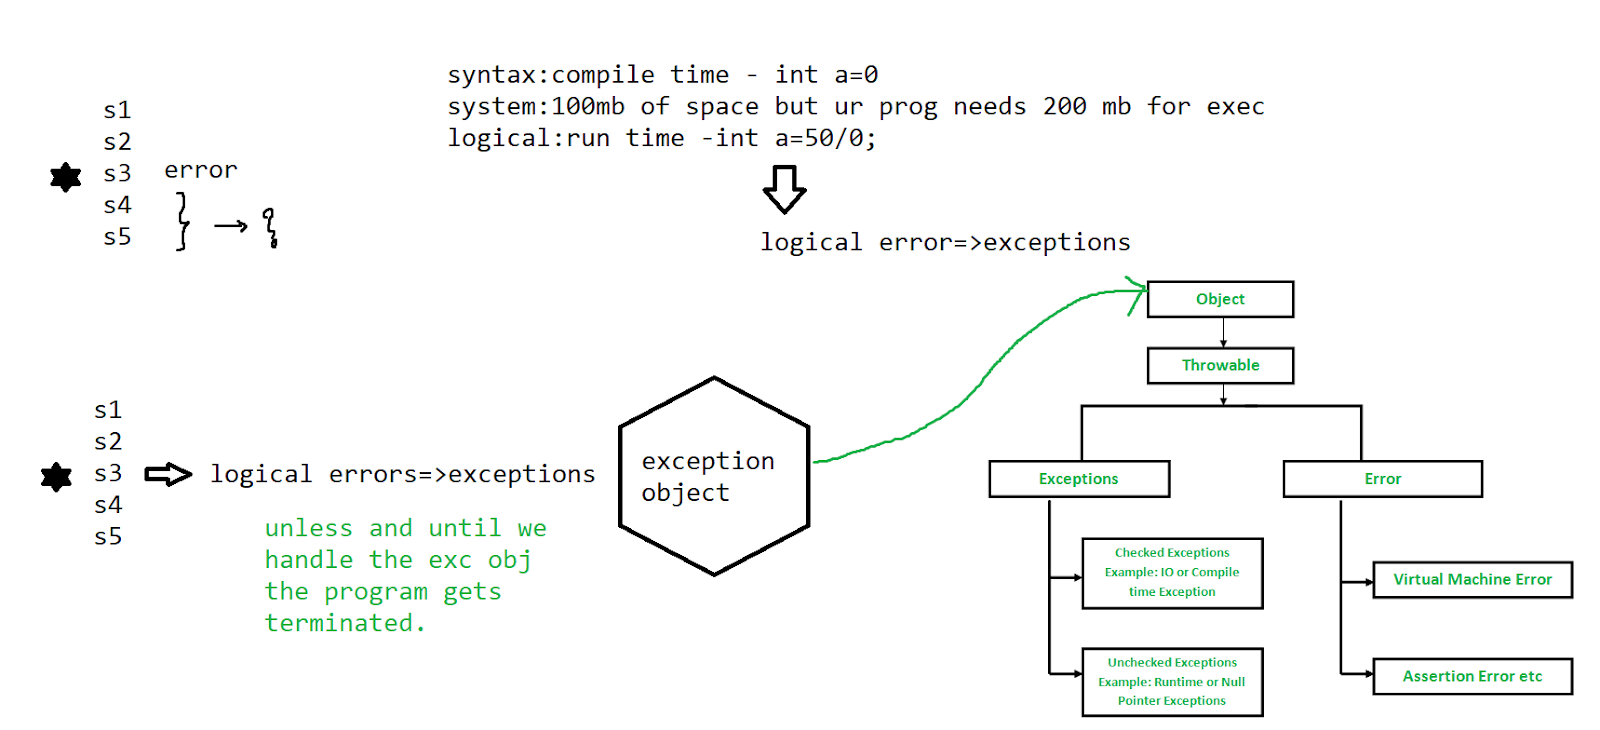 syntax:compile time - int a=0
system:100mb of space but ur prog needs 200 mb for exec
logical:run time -int a=50/0;
s1
s2
s3 error
s4
s5
logical error=>exceptions
Object
Throwable
Exceptions
Error
Checked Exceptions
Example: IO or Compile
time Exception
Virtual Machine Error
Unchecked Exceptions
Example: Runtime or Null
Pointer Exceptions
Assertion Error etc
s1
s2
s3 logical errors=>exceptions
s4
s5
unless and until we
handle the exc obj
the program gets
terminated.
exception
object